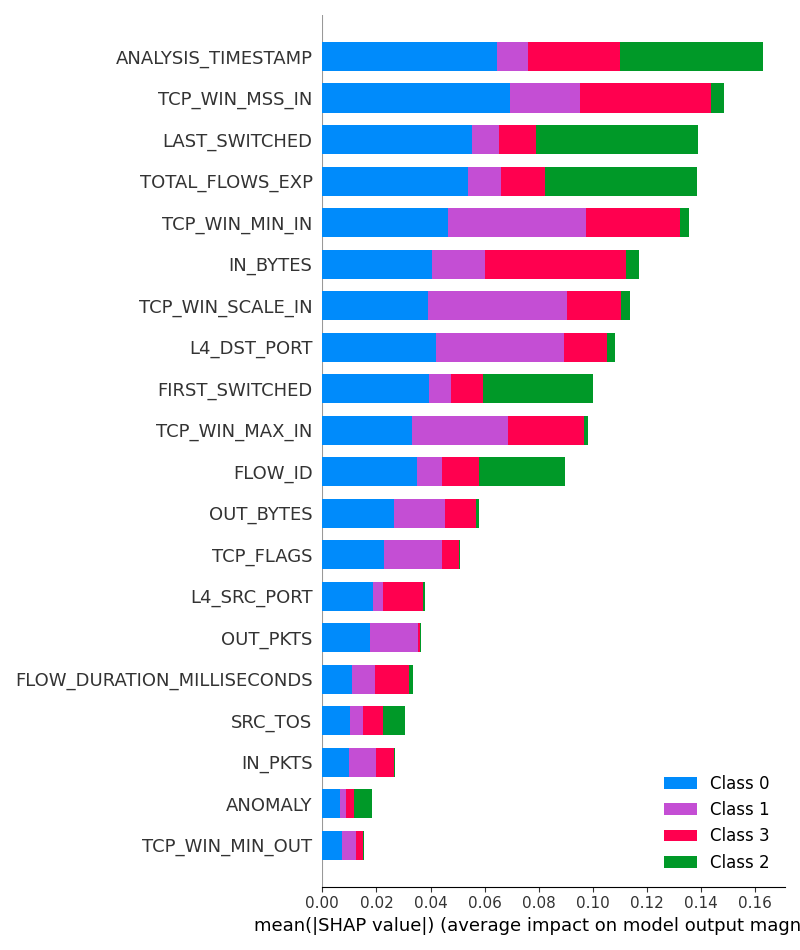 ANALYSIS_TIMESTAMP
TCP_WIN_MSS_IN
LAST_SWITCHED
TOTAL_FLOWS_EXP
TCP_WIN_MIN_IN
IN_BYTES
TCP_WIN_SCALE_IN
L4_DST_PORT
FIRST_SWITCHED
TCP_WIN_MAX_IN
FLOW_ID
OUT_BYTES
TCP_FLAGS
L4_SRC_PORT
OUT_PKTS
FLOW_DURATION_MILLISECONDS
SRC_TOS
IN_PKTS
ANOMALY
TCP_WIN_MIN_OUT
Class 0
Class 1
Class 3
Class 2
0.00 0.02 0.04 0.06 0.08 0.10 0.12 0.14 0.16
mean(|SHAP value|) (average impact on model output magn